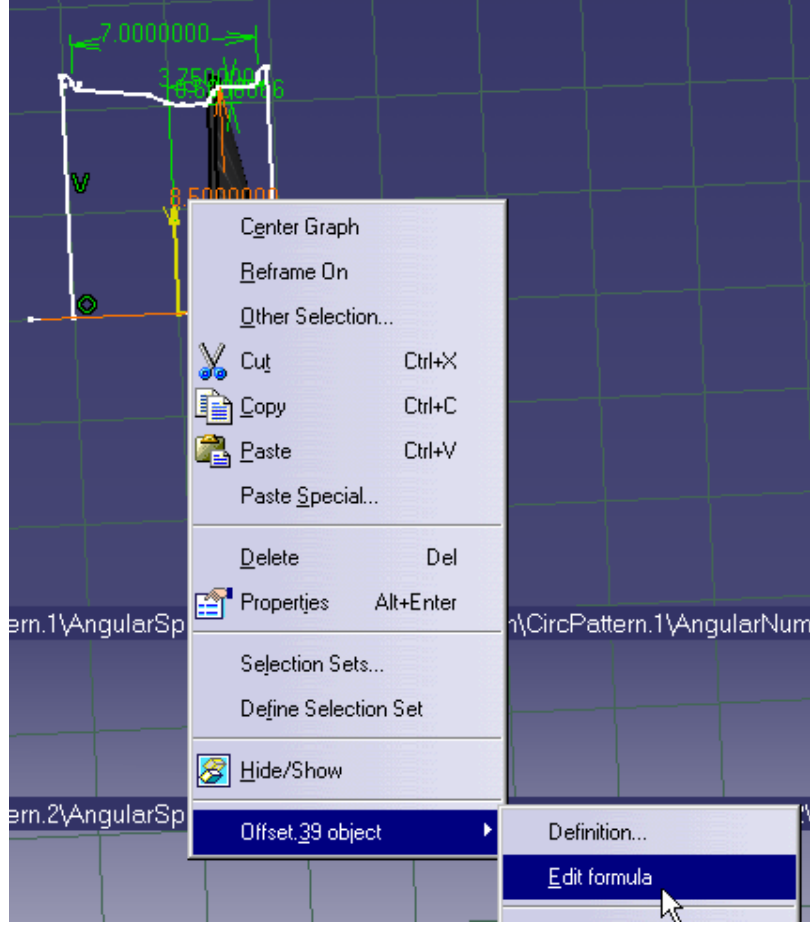 7.0000000
8.5000000
Center Graph
Reframe On
Other Selection...
Cut Ctrl+X
Copy Ctrl+C
Paste Ctrl+V
Paste Special...
Delete Del
Properties Alt+Enter
ern.1\AngularSp
n\CircPattern.1\AngularNum
Selection Sets...
Define Selection Set
Hide/Show
ern.2\AngularSp
Offset.39 object
Definition...
Edit formula
V